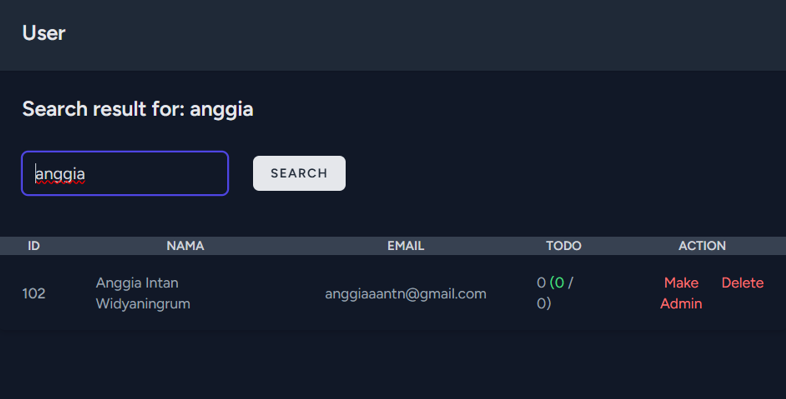 User
Search result for: anggia
anggia
SEARCH
ID NAMA EMAIL TODO ACTION
102 Anggia Intan Widyaningrum anggiaaantn@gmail.com 0 (0 / 0) Make Admin Delete